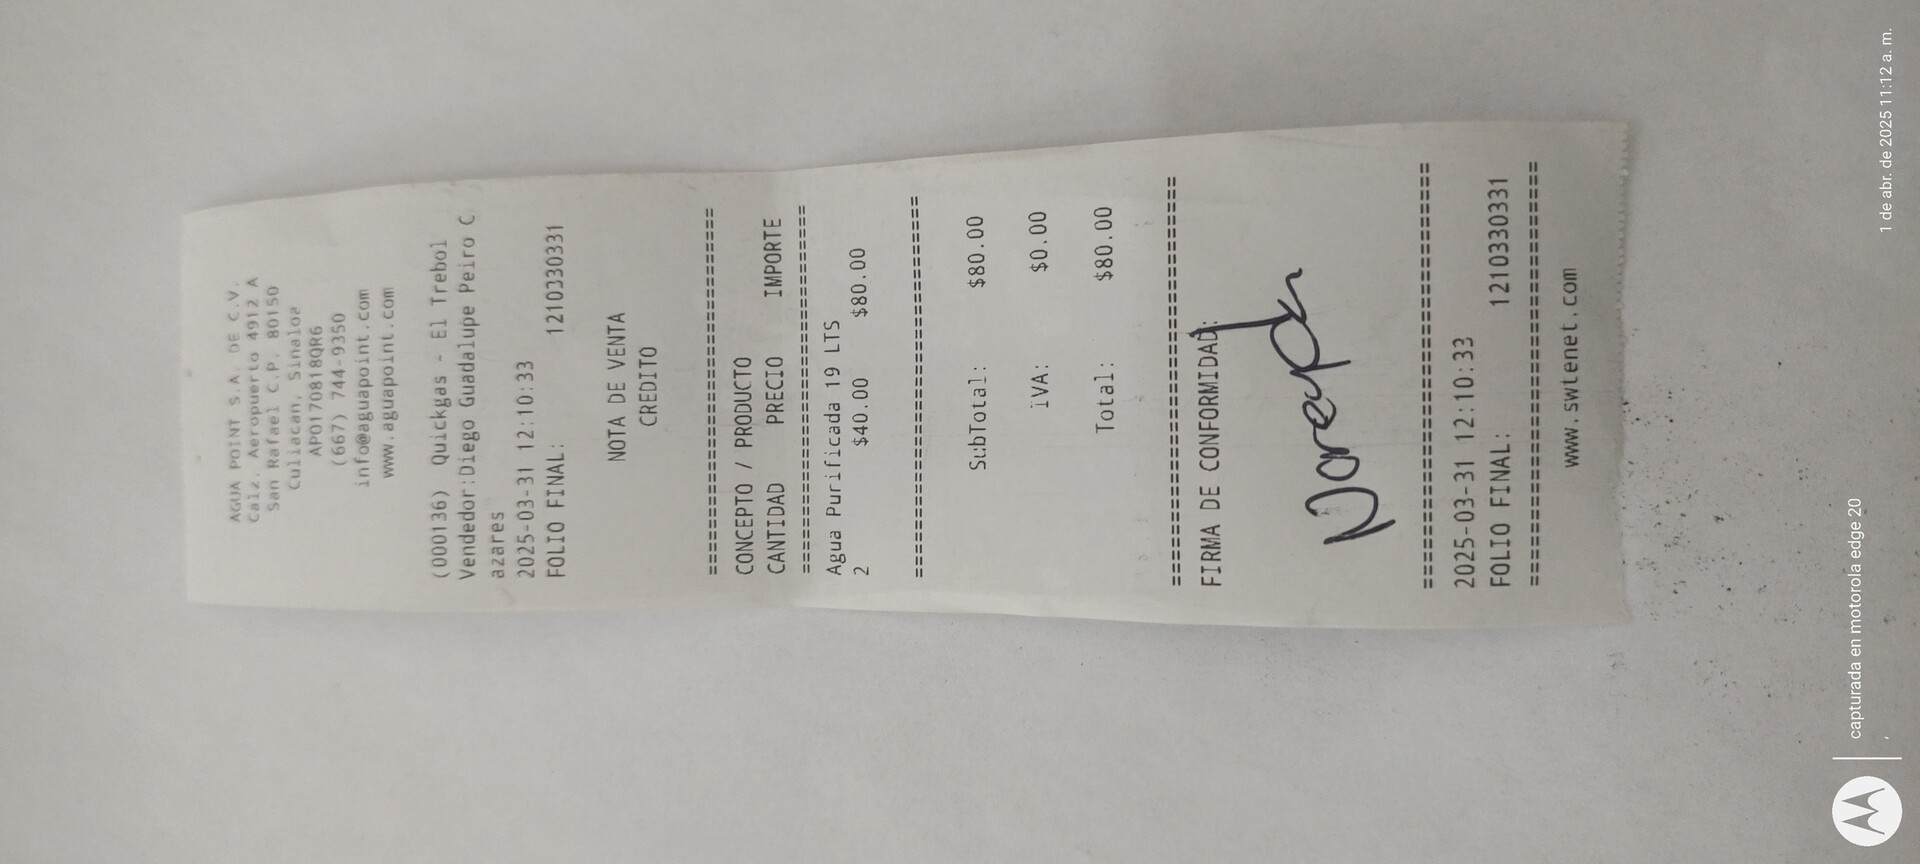 AGUA POINT S.A. DE C.V.
Calz. Aeropuerto 4912 A
San Rafael C.P. 80150
Culiacan, Sinaloa
APO170818QR6
(667) 744-9350
info@aguapoint.com
www.aguapoint.com
(000136) Quickgas - El Trebol
Vendedor:Diego Guadalupe Peiro C
azares
2025-03-31 12:10:33
FOLIO FINAL: 1210330331
NOTA DE VENTA
CREDITO
================================
CONCEPTO / PRODUCTO
CANTIDAD PRECIO IMPORTE
================================
Agua Purificada 19 LTS
2 $40.00 $80.00
================================
SubTotal: $80.00
IVA: $0.00
Total: $80.00
================================
FIRMA DE CONFORMIDAD:
================================
2025-03-31 12:10:33
FOLIO FINAL: 1210330331
================================
www.swtenet.com
capturada en motorola edge 20
1 de abr. de 2025 11:12 a. m.